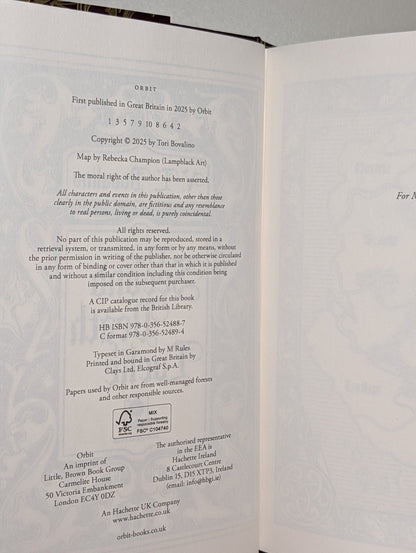 ORBIT
First published in Great Britain in 2025 by Orbit
1 3 5 7 9 10 8 6 4 2
Copyright © 2025 by Tori Bovalino
Map by Rebecka Champion (Lampblack Art)
The moral right of the author has been asserted.
All characters and events in this publication, other than those
clearly in the public domain, are fictitious and any resemblance
to real persons, living or dead, is purely coincidental.
All rights reserved.
No part of this publication may be reproduced, stored in a
retrieval system, or transmitted, in any form or by any means, without
the prior permission in writing of the publisher, nor be otherwise circulated
in any form of binding or cover other than that in which it is published
and without a similar condition including this condition being
imposed on the subsequent purchaser.
A CIP catalogue record for this book
is available from the British Library.
HB ISBN 978-0-356-52488-7
C format 978-0-356-52489-4
Typeset in Garamond by M Rules
Printed and bound in Great Britain by
Clays Ltd, Elcograf S.p.A.
Papers used by Orbit are from well-managed forests
and other responsible sources.
FSC
MIX
Paper | Supporting
responsible forestry
FSC® C104740
Orbit
An imprint of
Little, Brown Book Group
Carmelite House
50 Victoria Embankment
London EC4Y 0DZ
The authorised representative
in the EEA is
Hachette Ireland
8 Castlecourt Centre
Dublin 15, D15 XTP3, Ireland
(email: info@hbgi.ie)
An Hachette UK Company
www.hachette.co.uk
orbit-books.co.uk
For